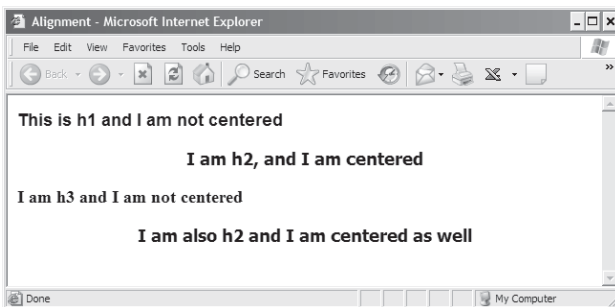 Alignment - Microsoft Internet Explorer
File Edit View Favorites Tools Help
Back Search Favorites »
This is h1 and I am not centered
I am h2, and I am centered
I am h3 and I am not centered
I am also h2 and I am centered as well
Done My Computer